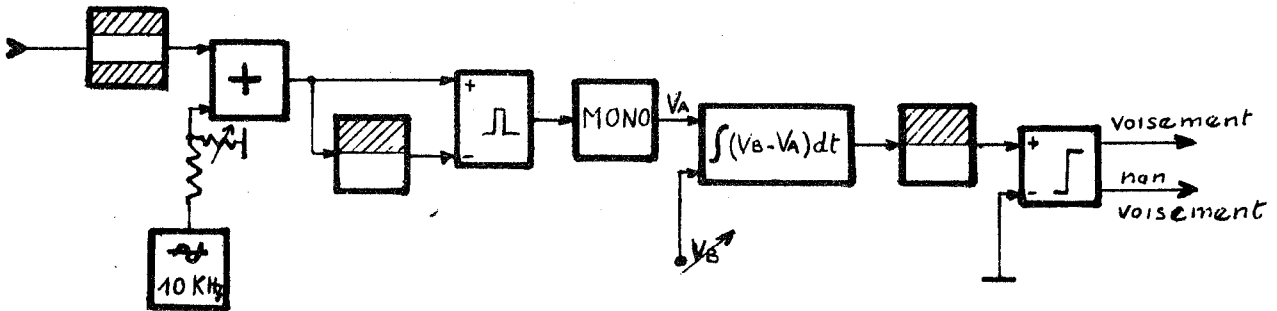 +
10 KHz
+
-
MONO
VA
∫(VB-VA)dt
VB
+
-
voisement
non
voisement